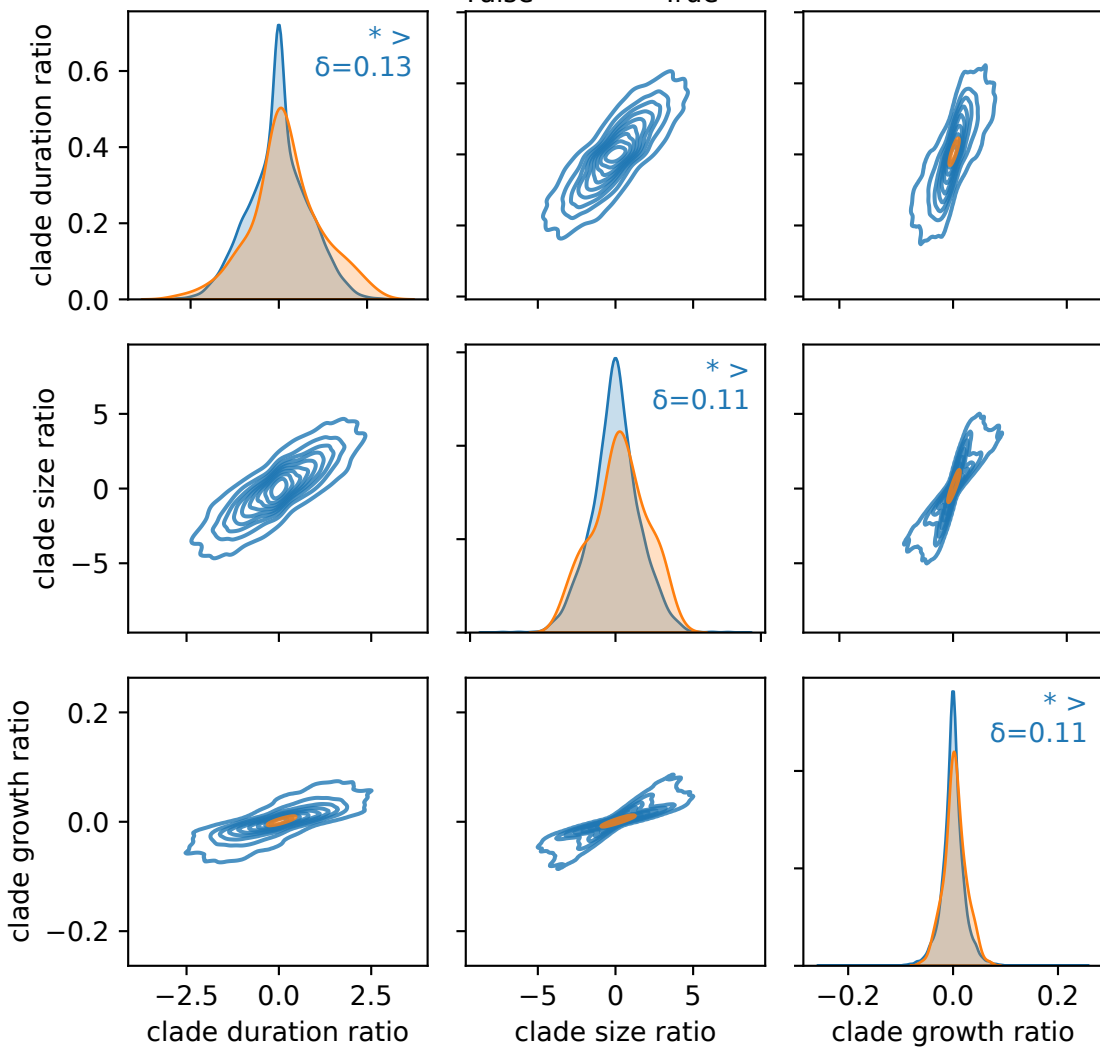 True
clade duration ratio
0.6
0.4
0.2
0.0
* >
δ=0.13
clade size ratio
5
0
−5
* >
δ=0.11
clade growth ratio
0.2
0.0
−0.2
* >
δ=0.11
−2.5
0.0
2.5
−5
0
5
−0.2
0.0
0.2
clade duration ratio
clade size ratio
clade growth ratio